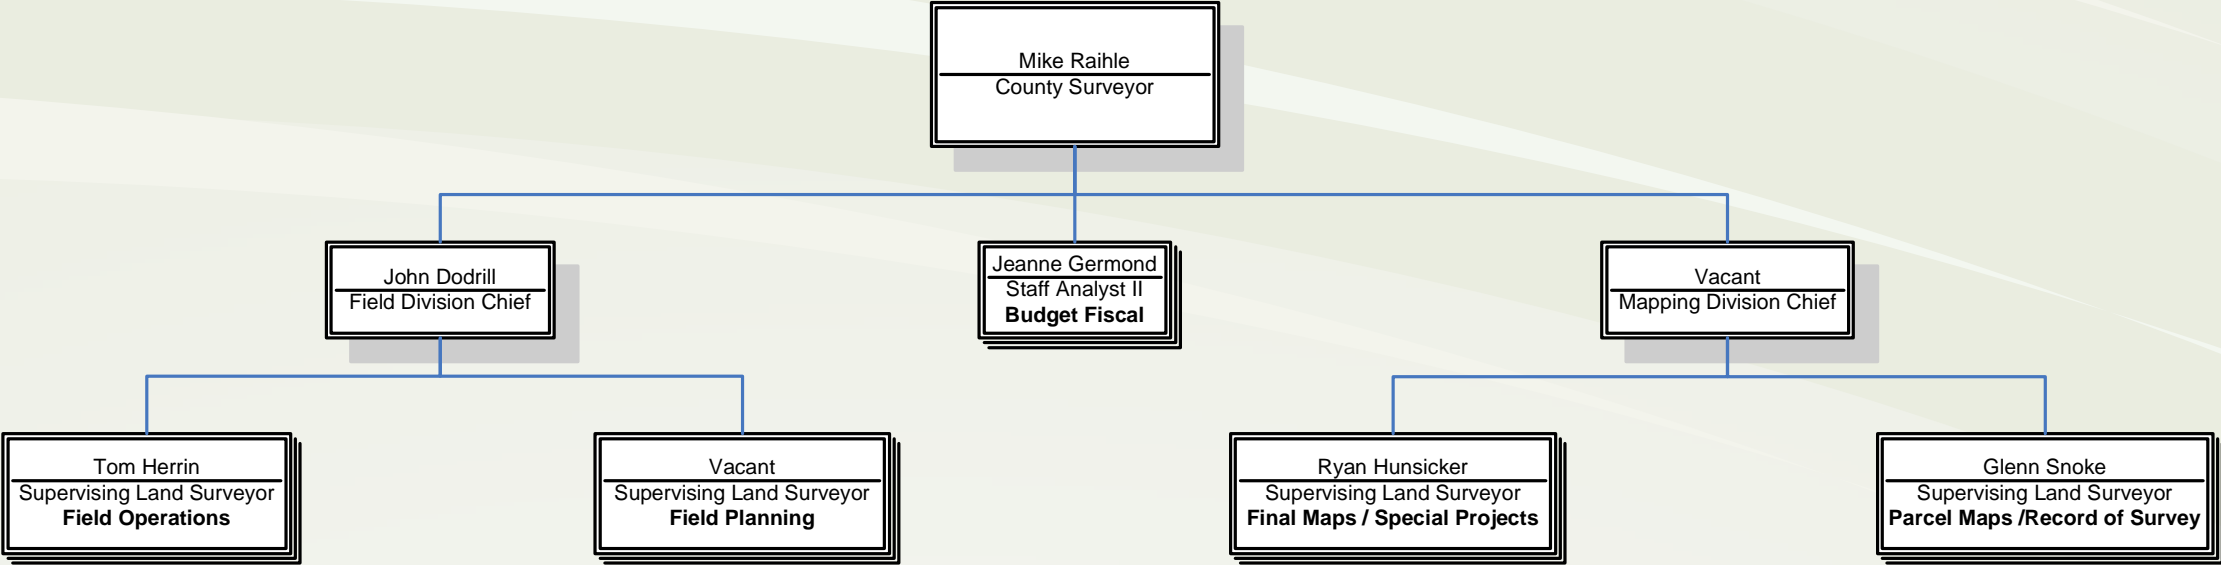 Mike Raihle
County Surveyor
John Dodrill
Field Division Chief
Jeanne Germond
Staff Analyst II
Budget Fiscal
Vacant
Mapping Division Chief
Tom Herrin
Supervising Land Surveyor
Field Operations
Vacant
Supervising Land Surveyor
Field Planning
Ryan Hunsicker
Supervising Land Surveyor
Final Maps / Special Projects
Glenn Snoke
Supervising Land Surveyor
Parcel Maps /Record of Survey